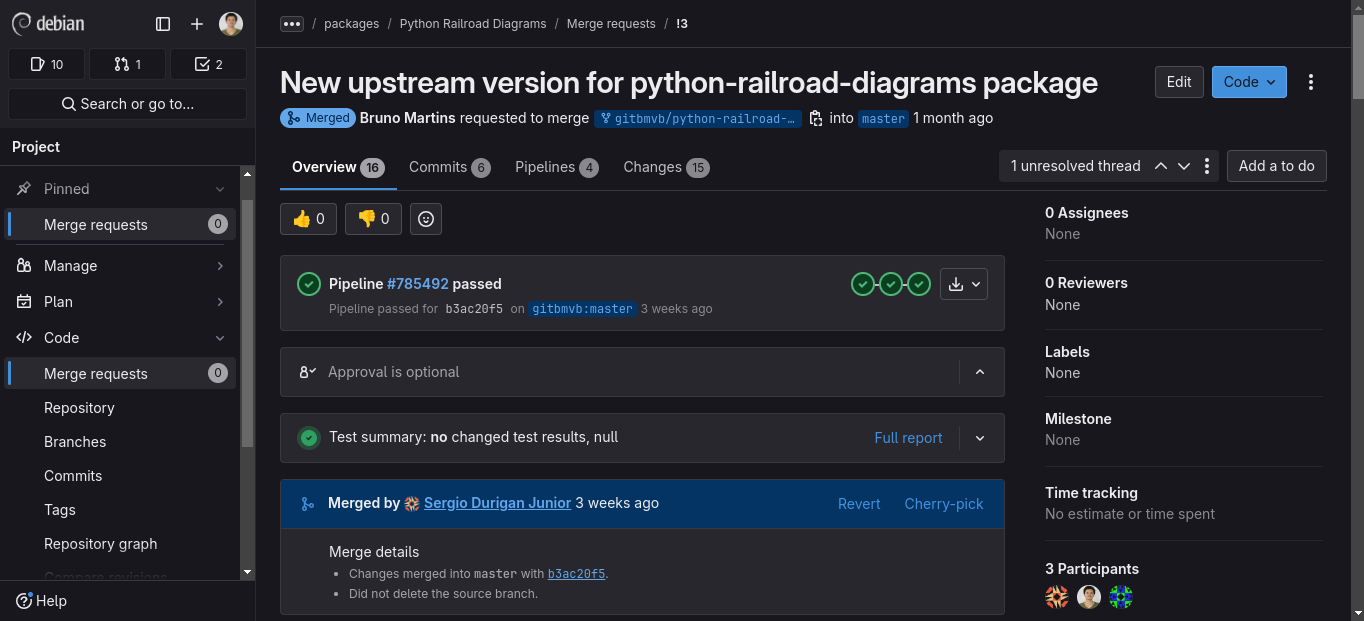 debian
10
1
2
Search or go to...
Project
Pinned
Merge requests 0
Manage
Plan
Code
Merge requests 0
Repository
Branches
Commits
Tags
Repository graph
Compare revisions
Help
••• / packages / Python Railroad Diagrams / Merge requests / !3
New upstream version for python-railroad-diagrams package
Edit
Code
Merged Bruno Martins requested to merge gitbmvb/python-railroad-… into master 1 month ago
Overview 16
Commits 6
Pipelines 4
Changes 15
1 unresolved thread
Add a to do
👍 0
👎 0
Pipeline #785492 passed
Pipeline passed for b3ac20f5 on gitbmvb:master 3 weeks ago
Approval is optional
Test summary: no changed test results, null
Full report
Merged by Sergio Durigan Junior 3 weeks ago
Revert
Cherry-pick
Merge details
• Changes merged into master with b3ac20f5.
• Did not delete the source branch.
0 Assignees
None
0 Reviewers
None
Labels
None
Milestone
None
Time tracking
No estimate or time spent
3 Participants